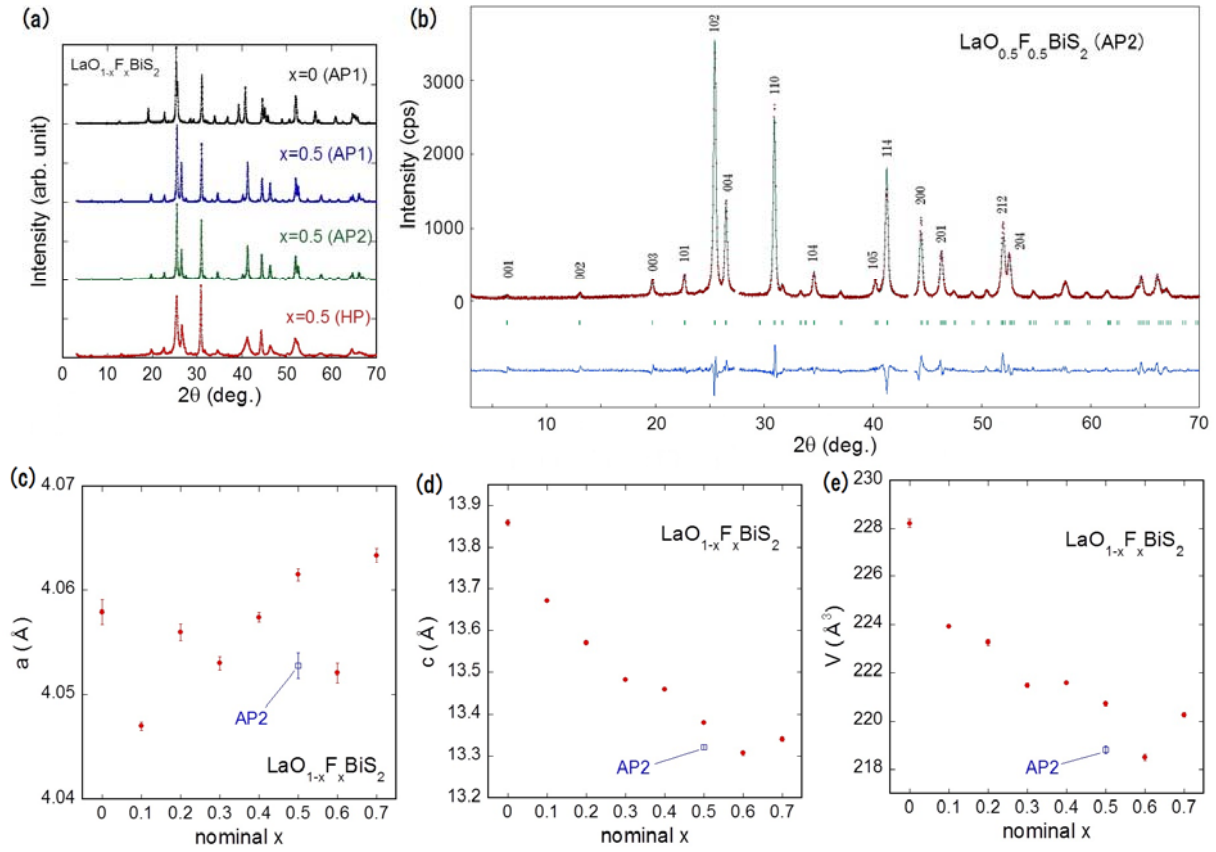 (a)
LaO1-xFxBiS2
x=0 (AP1)
x=0.5 (AP1)
x=0.5 (AP2)
x=0.5 (HP)
Intensity (arb. unit)
0 10 20 30 40 50 60 70
2θ (deg.)
(b)
LaO0.5F0.5BiS2 (AP2)
Intensity (cps)
3000
2000
1000
0
001
002
003
101
102
004
110
104
105
114
200
201
212
204
10 20 30 40 50 60 70
2θ (deg.)
(c)
4.07
4.06
4.05
4.04
a (Å)
AP2
LaO1-xFxBiS2
0 0.1 0.2 0.3 0.4 0.5 0.6 0.7
nominal x
(d)
13.9
13.8
13.7
13.6
13.5
13.4
13.3
13.2
c (Å)
LaO1-xFxBiS2
AP2
0 0.1 0.2 0.3 0.4 0.5 0.6 0.7
nominal x
(e)
230
228
226
224
222
220
218
V (Å3)
LaO1-xFxBiS2
AP2
0 0.1 0.2 0.3 0.4 0.5 0.6 0.7
nominal x